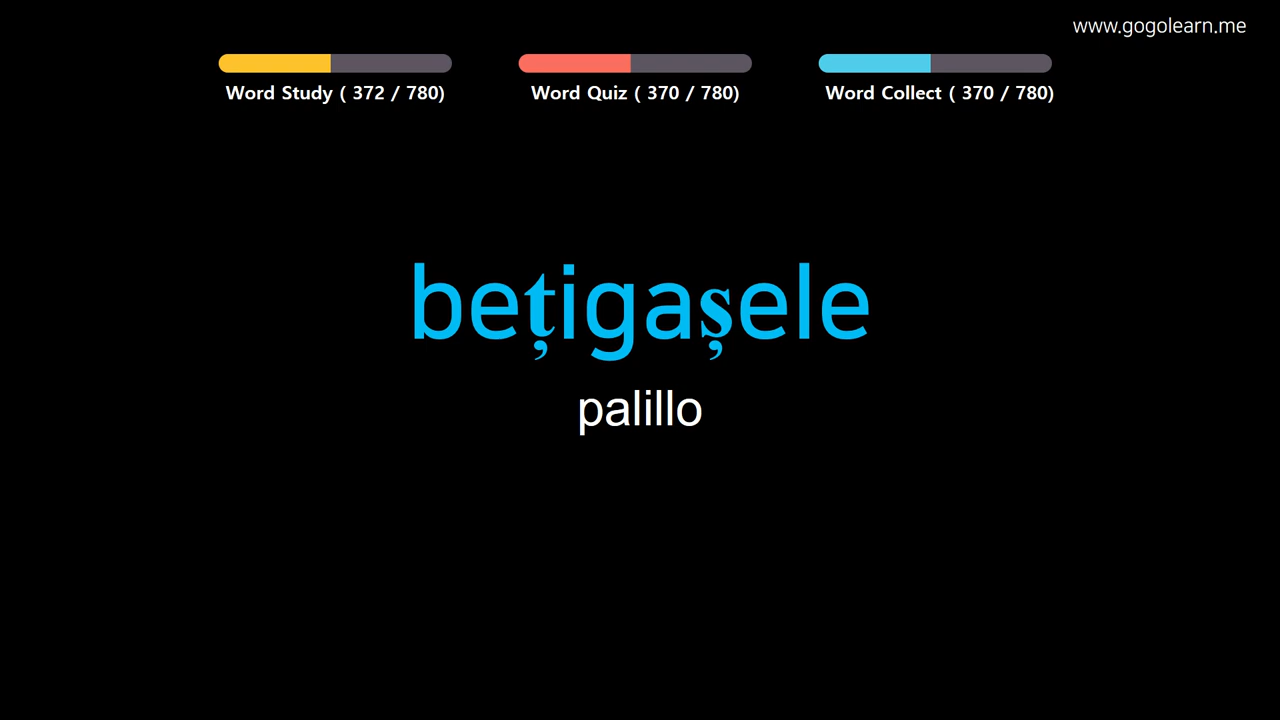 www.gogolearn.me
Word Study ( 372 / 780)
Word Quiz ( 370 / 780)
Word Collect ( 370 / 780)
bețigașele
palillo